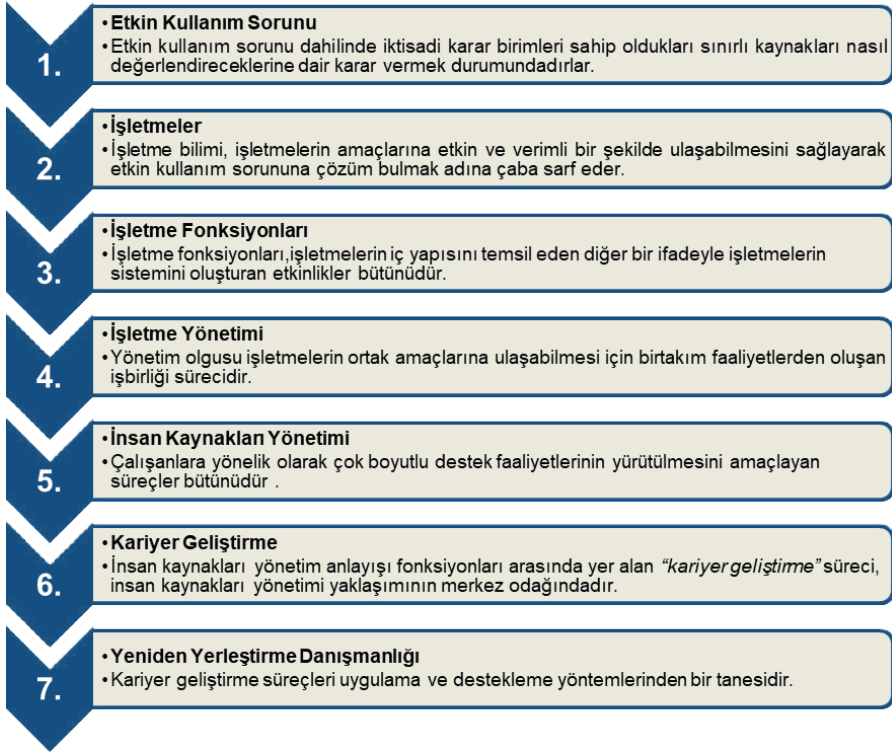 1.
•Etkin Kullanım Sorunu
•Etkin kullanım sorunu dahilinde iktisadi karar birimleri sahip oldukları sınırlı kaynakları nasıl
değerlendireceklerine dair karar vermek durumundadırlar.
2.
•İşletmeler
•İşletme bilimi, işletmelerin amaçlarına etkin ve verimli bir şekilde ulaşabilmesini sağlayarak
etkin kullanım sorununa çözüm bulmak adına çaba sarf eder.
3.
•İşletme Fonksiyonları
•İşletme fonksiyonları,işletmelerin iç yapısını temsil eden diğer bir ifadeyle işletmelerin
sistemini oluşturan etkinlikler bütünüdür.
4.
•İşletme Yönetimi
•Yönetim olgusu işletmelerin ortak amaçlarına ulaşabilmesi için birtakım faaliyetlerden oluşan
işbirliği sürecidir.
5.
•İnsan Kaynakları Yönetimi
•Çalışanlara yönelik olarak çok boyutlu destek faaliyetlerinin yürütülmesini amaçlayan
süreçler bütünüdür .
6.
•Kariyer Geliştirme
•İnsan kaynakları yönetim anlayışı fonksiyonları arasında yer alan “kariyer geliştirme” süreci,
insan kaynakları yönetimi yaklaşımının merkez odağındadır.
7.
•Yeniden Yerleştirme Danışmanlığı
•Kariyer geliştirme süreçleri uygulama ve destekleme yöntemlerinden bir tanesidir.